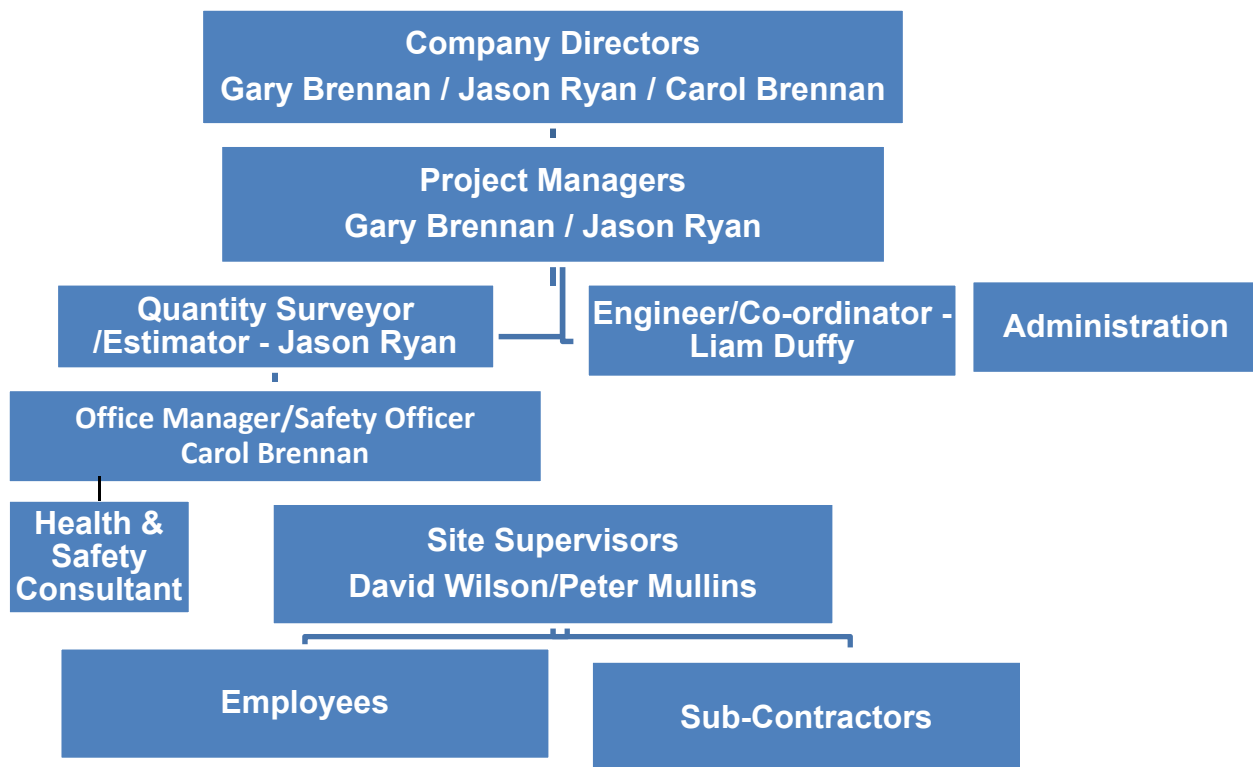 Company Directors
Gary Brennan / Jason Ryan / Carol Brennan
Project Managers
Gary Brennan / Jason Ryan
Quantity Surveyor
/Estimator - Jason Ryan
Engineer/Co-ordinator -
Liam Duffy
Administration
Office Manager/Safety Officer
Carol Brennan
Health &
Safety
Consultant
Site Supervisors
David Wilson/Peter Mullins
Employees
Sub-Contractors